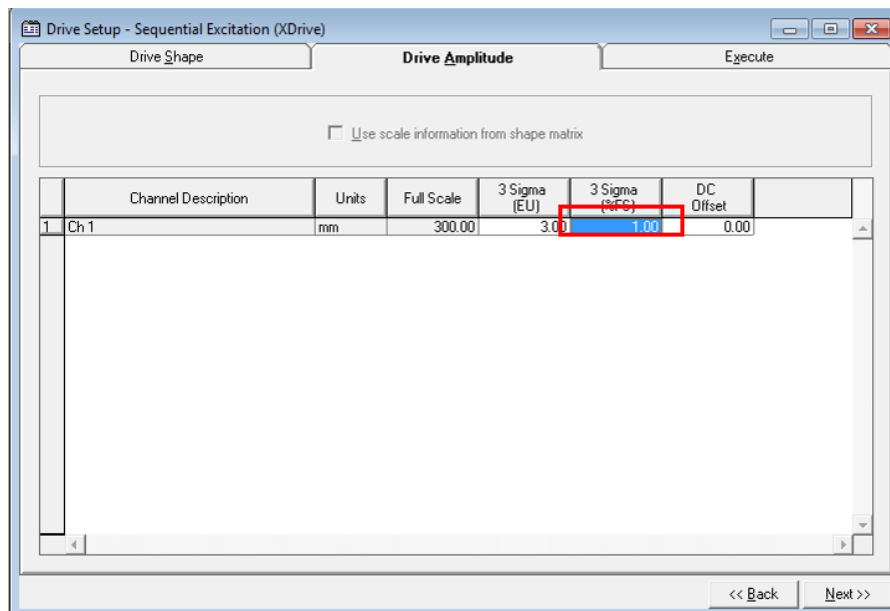 Drive Setup - Sequential Excitation (XDrive)
Drive Shape Drive Amplitude Execute
Use scale information from shape matrix
Channel Description Units Full Scale 3 Sigma (EU) 3 Sigma (%FS) DC Offset
1 Ch 1 mm 300.00 3.00 1.00 0.00
<< Back Next >>